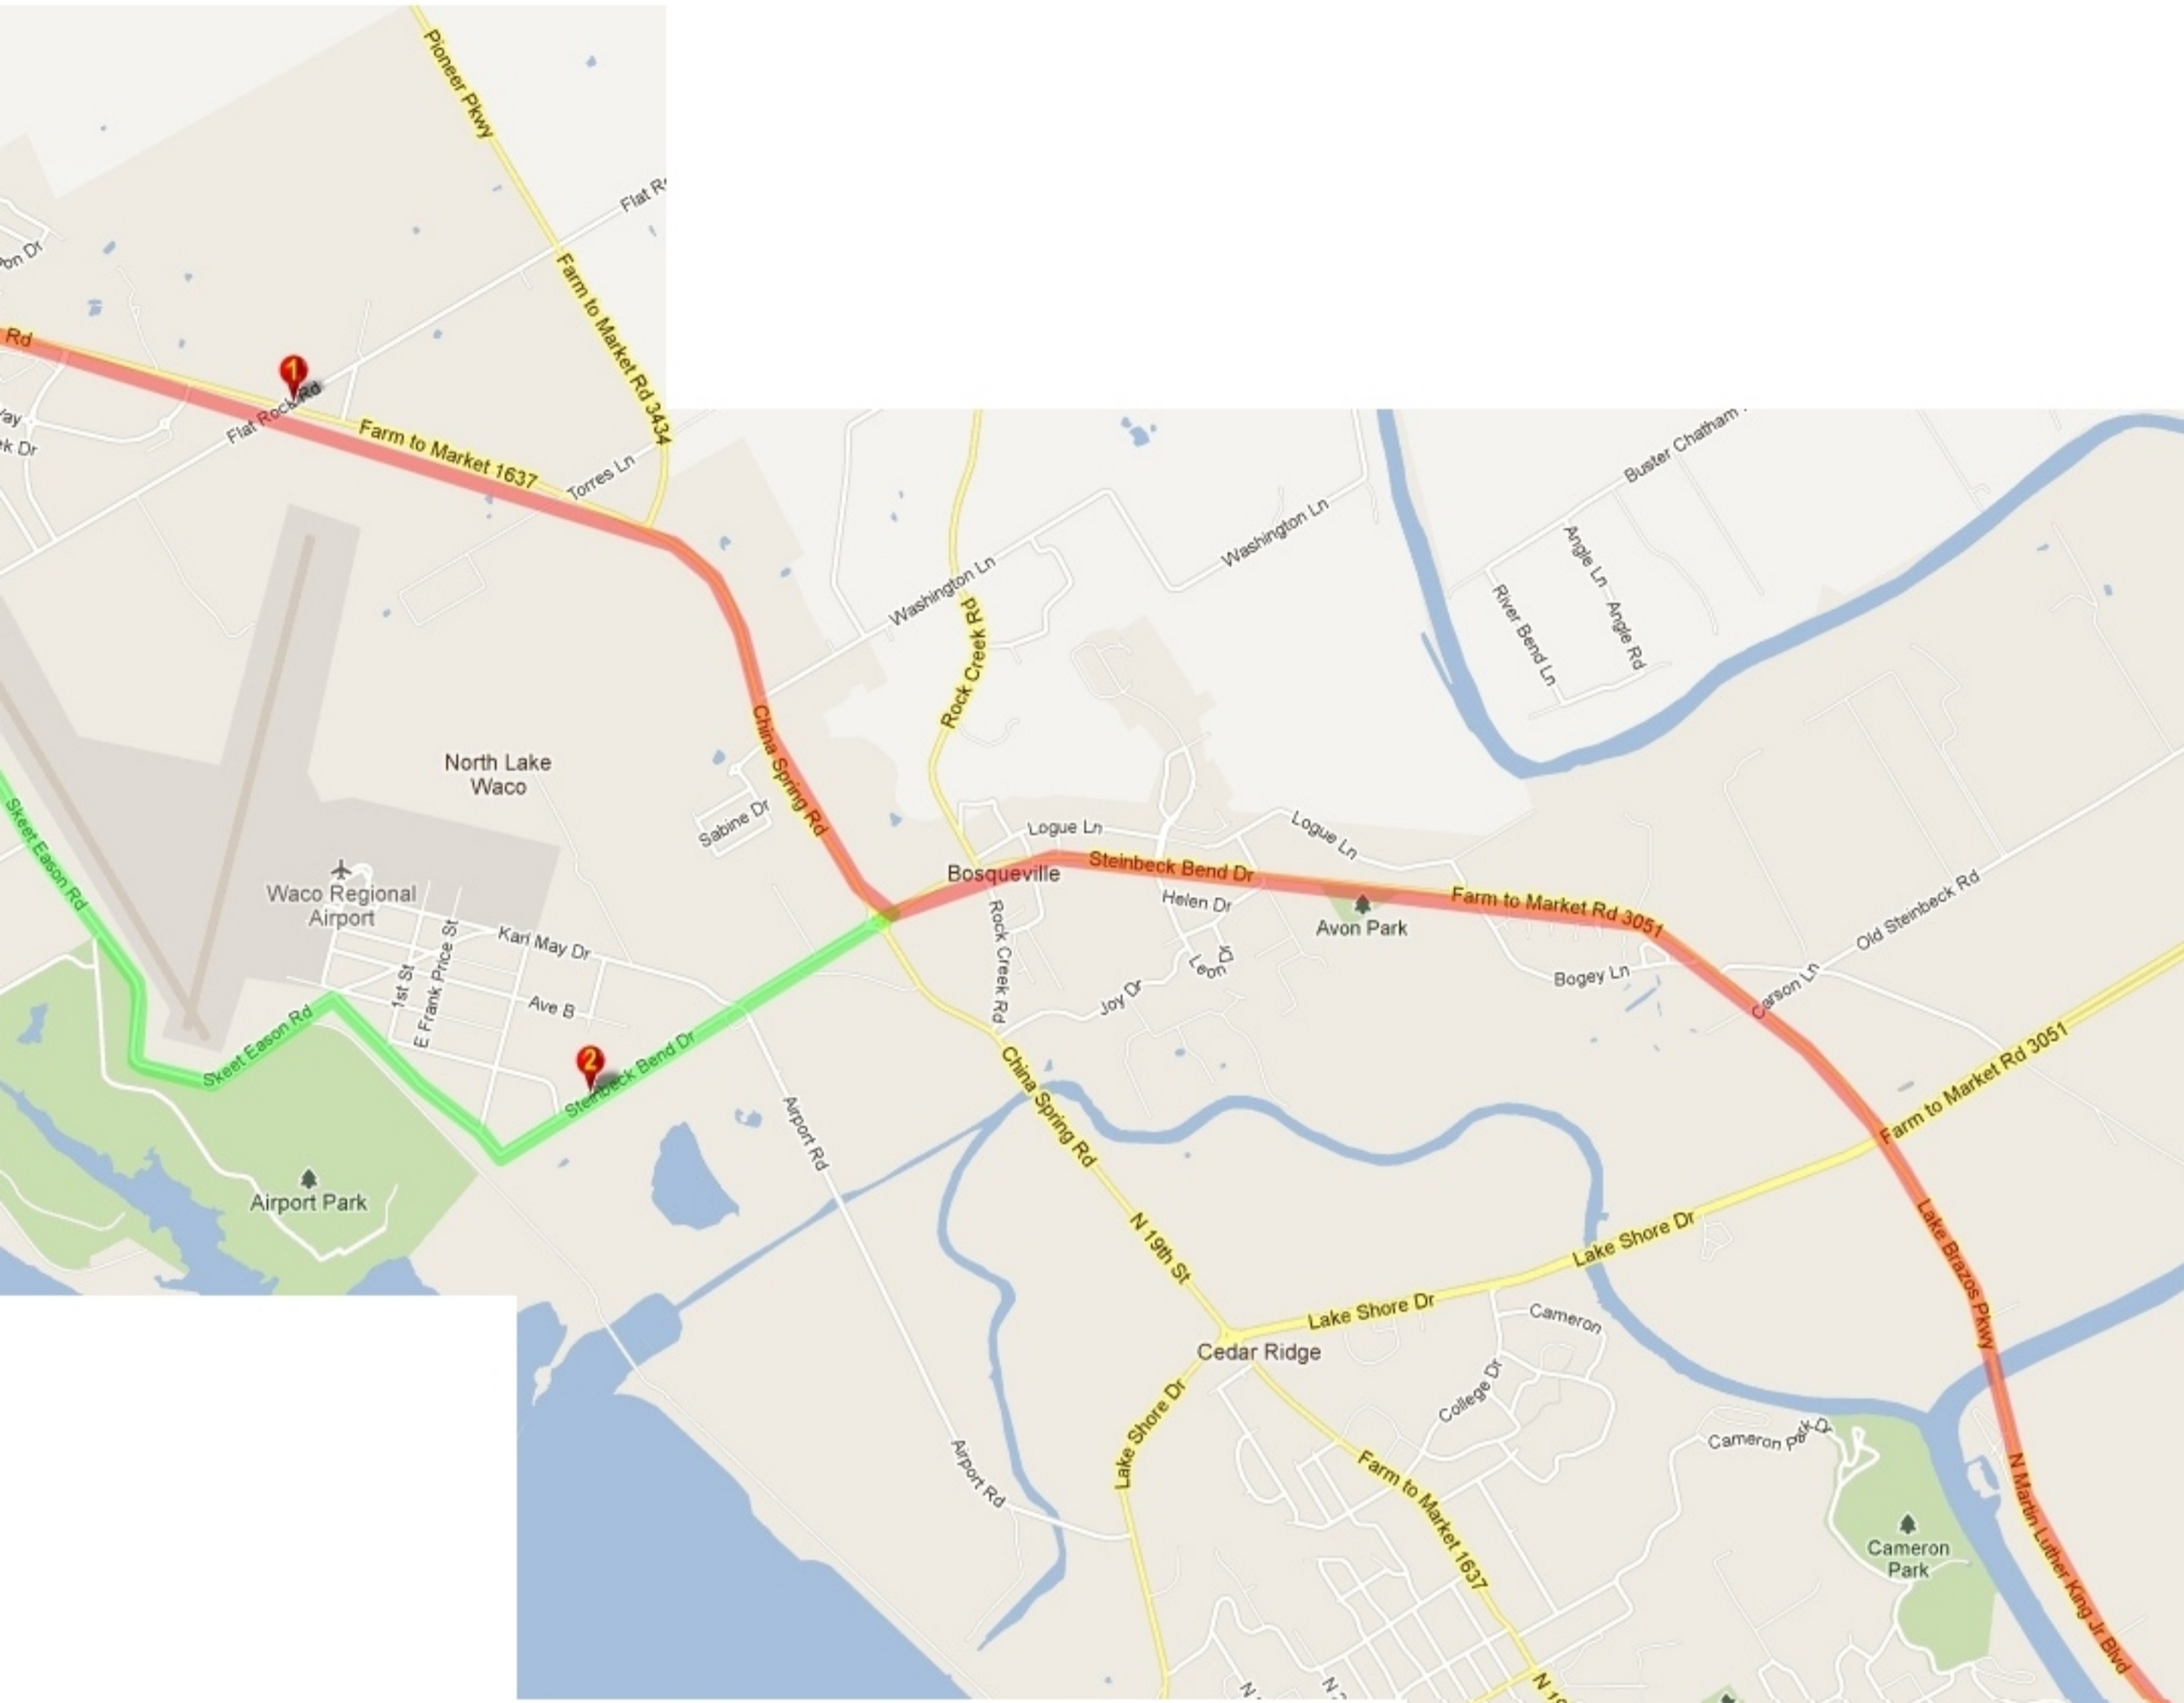 Pioneer Pkwy
Flat
Farm to Market Rd 3434
Rd
1
Flat Rock Rd
Farm to Market 1637
Torres Ln
Dr
Washington Ln
Washington Ln
Buster Chatham
Angle Ln
Angle Rd
River Bend Ln
Rock Creek Rd
China Spring Rd
North Lake
Waco
Sabine Dr
Skeet Eason Rd
Waco Regional
Airport
Karl May Dr
1st St
E Frank Price St
Ave B
Skeet Eason Rd
2
Steinbeck Bend Dr
Airport Park
Airport Rd
Airport Rd
Logue Ln
Logue Ln
Bosqueville
Steinbeck Bend Dr
Helen Dr
Leon Dr
Joy Dr
Rock Creek Rd
Avon Park
Farm to Market Rd 3051
Bogey Ln
Carson Ln
Old Steinbeck Rd
Farm to Market Rd 3051
China Spring Rd
N 19th St
Lake Shore Dr
Lake Shore Dr
Cedar Ridge
Lake Shore Dr
Cameron
College Dr
Farm to Market 1637
Lake Brazos Pkwy
Cameron Park Dr
Cameron
Park
N Martin Luther King Jr Blvd